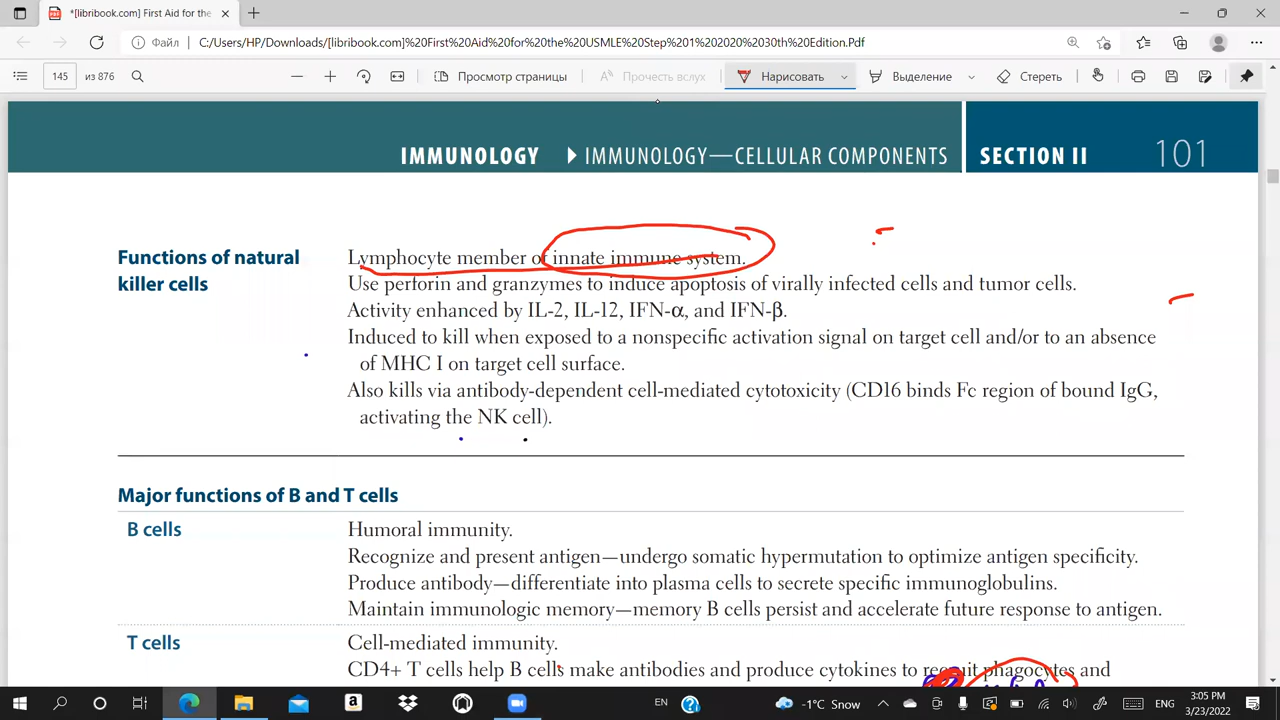 *[libribook.com] First Aid for the
Файл
C:/Users/HP/Downloads/[libribook.com]%20First%20Aid%20for%20the%20USMLE%20Step%201%202020%2030th%20Edition.Pdf
145 из 876
Просмотр страницы
Прочесть вслух
Нарисовать
Выделение
Стереть
IMMUNOLOGY ▶ IMMUNOLOGY—CELLULAR COMPONENTS SECTION II 101
Functions of natural
killer cells
Lymphocyte member of innate immune system.
Use perforin and granzymes to induce apoptosis of virally infected cells and tumor cells.
Activity enhanced by IL-2, IL-12, IFN-α, and IFN-β.
Induced to kill when exposed to a nonspecific activation signal on target cell and/or to an absence
of MHC I on target cell surface.
Also kills via antibody-dependent cell-mediated cytotoxicity (CD16 binds Fc region of bound IgG,
activating the NK cell).
Major functions of B and T cells
B cells
Humoral immunity.
Recognize and present antigen—undergo somatic hypermutation to optimize antigen specificity.
Produce antibody—differentiate into plasma cells to secrete specific immunoglobulins.
Maintain immunologic memory—memory B cells persist and accelerate future response to antigen.
T cells
Cell-mediated immunity.
CD4+ T cells help B cells make antibodies and produce cytokines to recruit phagocytes and
EN
-1°C Snow
ENG
3:05 PM
3/23/2022